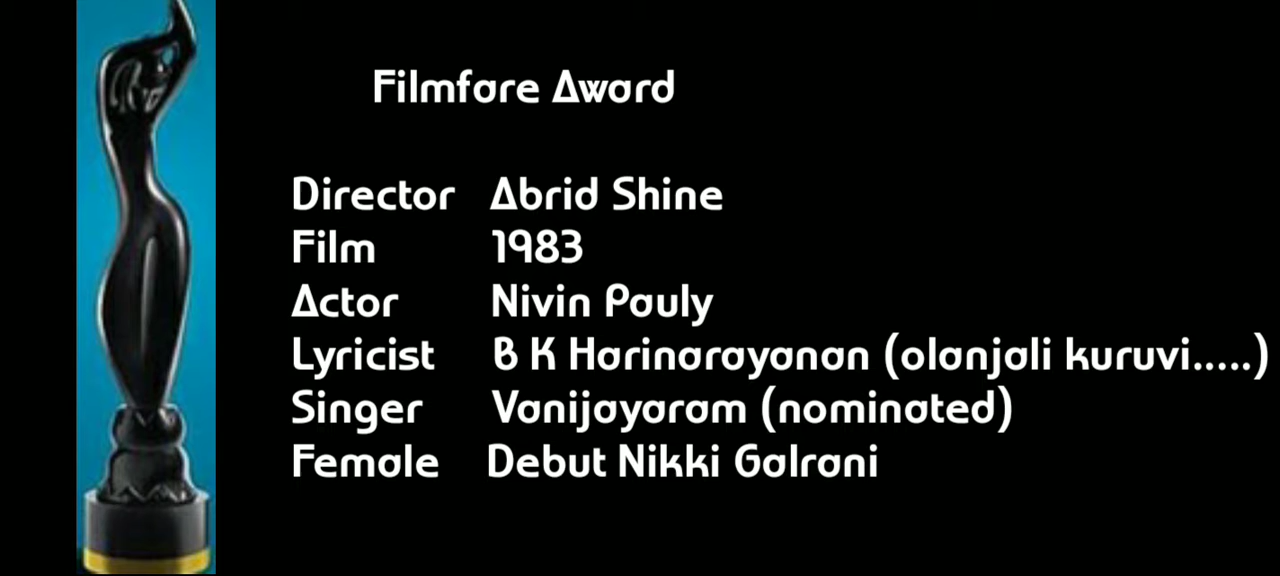 Filmfare Award
Director Abrid Shine
Film 1983
Actor Nivin Pauly
Lyricist B K Harinarayanan (olanjali kuruvi.....)
Singer Vanijayaram (nominated)
Female Debut Nikki Galrani